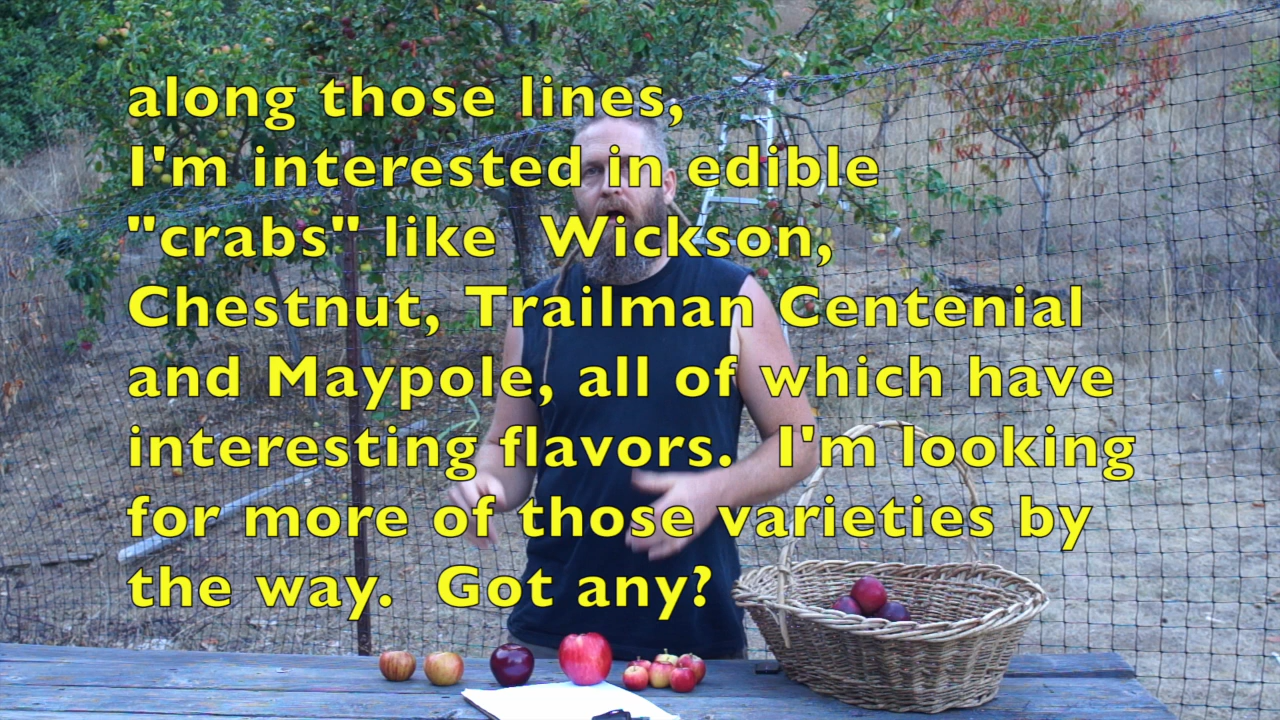 along those lines,
I'm interested in edible
"crabs" like Wickson,
Chestnut, Trailman Centenial
and Maypole, all of which have
interesting flavors. I'm looking
for more of those varieties by
the way. Got any?